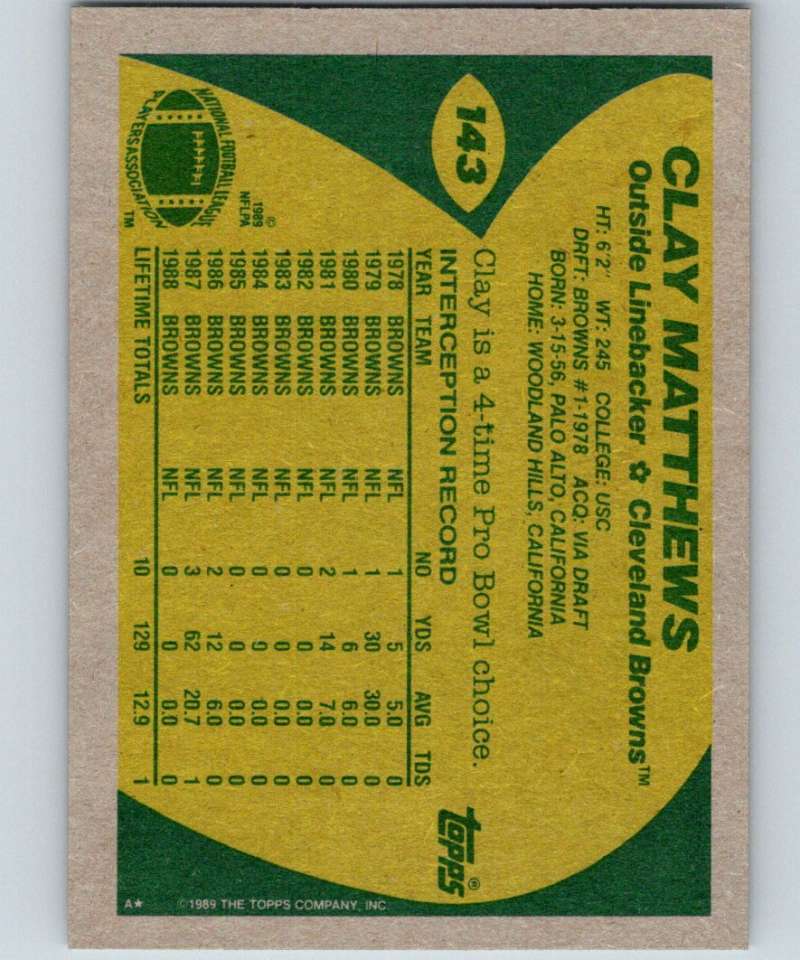 143
CLAY MATTHEWS
Outside Linebacker ✿ Cleveland Browns™
HT: 6'2" WT: 245 COLLEGE: USC
DRFT: BROWNS #1-1978 ACQ: VIA DRAFT
BORN: 3-15-56, PALO ALTO, CALIFORNIA
HOME: WOODLAND HILLS, CALIFORNIA
Clay is a 4-time Pro Bowl choice.
topps®
INTERCEPTION RECORD
YEAR TEAM NO YDS AVG TDS
1978 BROWNS NFL 1 5 5.0 0
1979 BROWNS NFL 1 30 30.0 0
1980 BROWNS NFL 1 6 6.0 0
1981 BROWNS NFL 2 14 7.0 0
1982 BROWNS NFL 0 0 0.0 0
1983 BROWNS NFL 0 0 0.0 0
1984 BROWNS NFL 0 0 0.0 0
1985 BROWNS NFL 0 0 0.0 0
1986 BROWNS NFL 2 12 6.0 0
1987 BROWNS NFL 3 62 20.7 1
1988 BROWNS NFL 0 0 0.0 0
LIFETIME TOTALS 10 129 12.9 1
NATIONAL FOOTBALL LEAGUE
PLAYERS ASSOCIATION
™
©
1989
NFLPA
A★ ©1989 THE TOPPS COMPANY, INC.